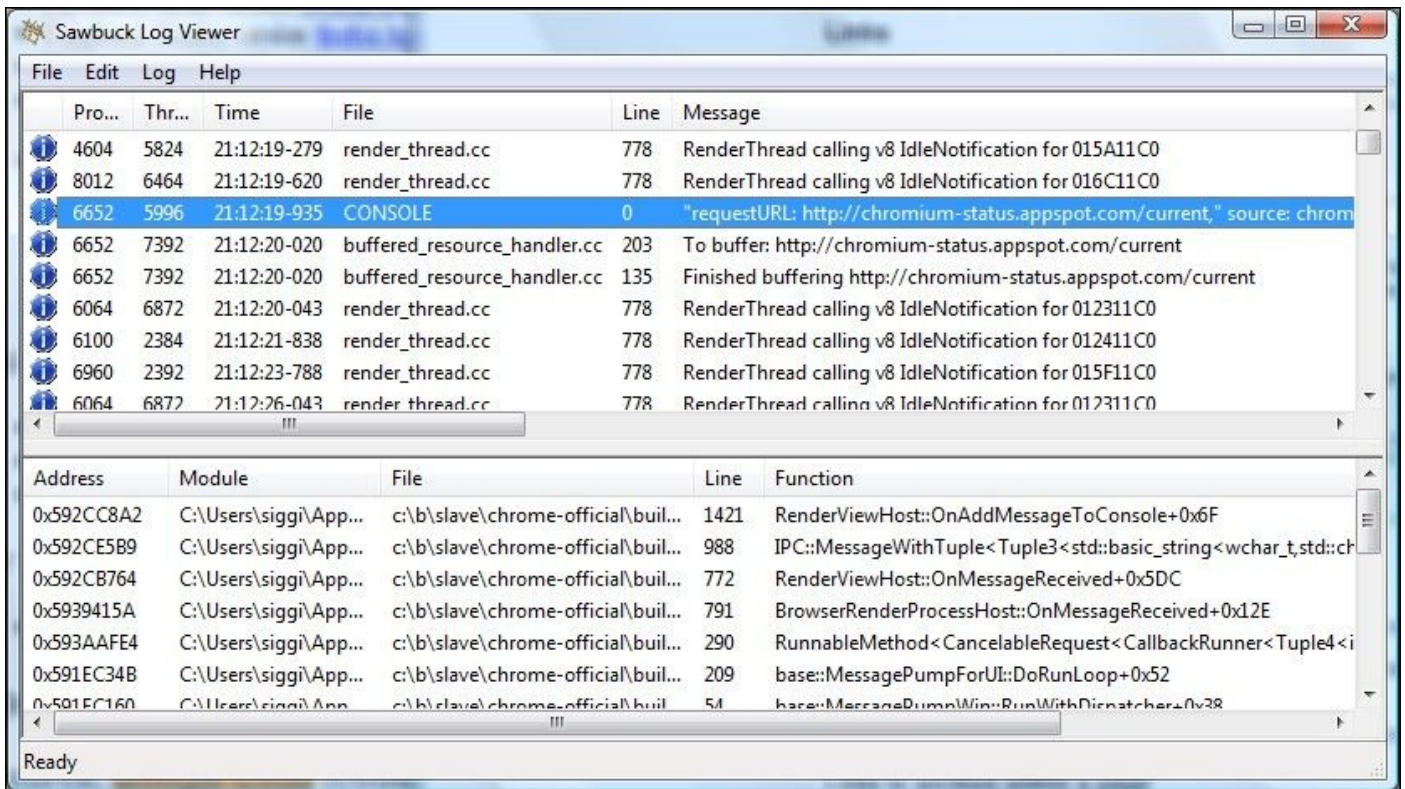 Sawbuck Log Viewer
File Edit Log Help
Pro... Thr... Time File Line Message
4604 5824 21:12:19-279 render_thread.cc 778 RenderThread calling v8 IdleNotification for 015A11C0
8012 6464 21:12:19-620 render_thread.cc 778 RenderThread calling v8 IdleNotification for 016C11C0
6652 5996 21:12:19-935 CONSOLE 0 "requestURL: http://chromium-status.appspot.com/current," source: chrom
6652 7392 21:12:20-020 buffered_resource_handler.cc 203 To buffer: http://chromium-status.appspot.com/current
6652 7392 21:12:20-020 buffered_resource_handler.cc 135 Finished buffering http://chromium-status.appspot.com/current
6064 6872 21:12:20-043 render_thread.cc 778 RenderThread calling v8 IdleNotification for 012311C0
6100 2384 21:12:21-838 render_thread.cc 778 RenderThread calling v8 IdleNotification for 012411C0
6960 2392 21:12:23-788 render_thread.cc 778 RenderThread calling v8 IdleNotification for 015F11C0
6064 6872 21:12:26-043 render_thread.cc 778 RenderThread calling v8 IdleNotification for 012311C0
Address Module File Line Function
0x592CC8A2 C:\Users\siggi\App... c:\b\slave\chrome-official\buil... 1421 RenderViewHost::OnAddMessageToConsole+0x6F
0x592CE5B9 C:\Users\siggi\App... c:\b\slave\chrome-official\buil... 988 IPC::MessageWithTuple<Tuple3<std::basic_string<wchar_t,std::ch
0x592CB764 C:\Users\siggi\App... c:\b\slave\chrome-official\buil... 772 RenderViewHost::OnMessageReceived+0x5DC
0x5939415A C:\Users\siggi\App... c:\b\slave\chrome-official\buil... 791 BrowserRenderProcessHost::OnMessageReceived+0x12E
0x593AAFE4 C:\Users\siggi\App... c:\b\slave\chrome-official\buil... 290 RunnableMethod<CancelableRequest<CallbackRunner<Tuple4<i
0x591EC34B C:\Users\siggi\App... c:\b\slave\chrome-official\buil... 209 base::MessagePumpForUI::DoRunLoop+0x52
0x591EC160 C:\Users\siggi\App... c:\b\slave\chrome-official\buil... 54 base::MessagePumpWin::RunWithDispatcher+0x38
Ready